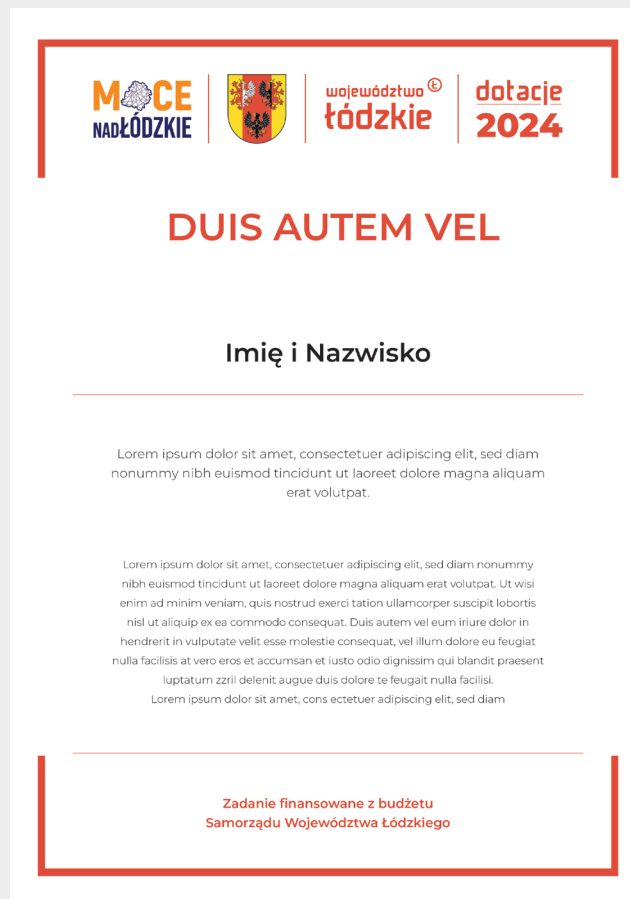 MOCE
NADŁÓDZKIE
województwo Ł
łódzkie
dotacje
2024
DUIS AUTEM VEL
Imię i Nazwisko
Lorem ipsum dolor sit amet, consectetuer adipiscing elit, sed diam
nonummy nibh euismod tincidunt ut laoreet dolore magna aliquam
erat volutpat.
Lorem ipsum dolor sit amet, consectetuer adipiscing elit, sed diam nonummy
nibh euismod tincidunt ut laoreet dolore magna aliquam erat volutpat. Ut wisi
enim ad minim veniam, quis nostrud exerci tation ullamcorper suscipit lobortis
nisl ut aliquip ex ea commodo consequat. Duis autem vel eum iriure dolor in
hendrerit in vulputate velit esse molestie consequat, vel illum dolore eu feugiat
nulla facilisis at vero eros et accumsan et iusto odio dignissim qui blandit praesent
luptatum zzril delenit augue duis dolore te feugait nulla facilisi.
Lorem ipsum dolor sit amet, cons ectetuer adipiscing elit, sed diam
Zadanie finansowane z budżetu
Samorządu Województwa Łódzkiego